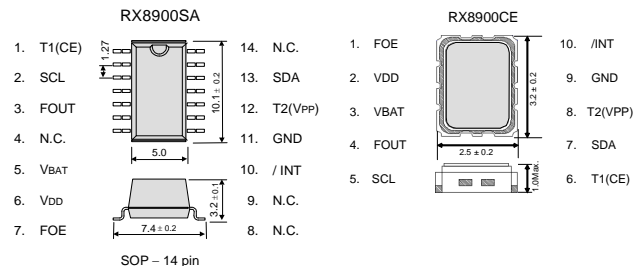 RX8900SA
1. T1(CE)
2. SCL
3. FOUT
4. N.C.
5. VBAT
6. VDD
7. FOE
1.27
10.1 ± 0.2
5.0
3.2 ± 0.1
7.4 ± 0.2
14. N.C.
13. SDA
12. T2(VPP)
11. GND
10. / INT
9. N.C.
8. N.C.
SOP – 14 pin
RX8900CE
1. FOE
2. VDD
3. VBAT
4. FOUT
5. SCL
3.2 ± 0.2
2.5 ± 0.2
1.0Max.
10. /INT
9. GND
8. T2(VPP)
7. SDA
6. T1(CE)